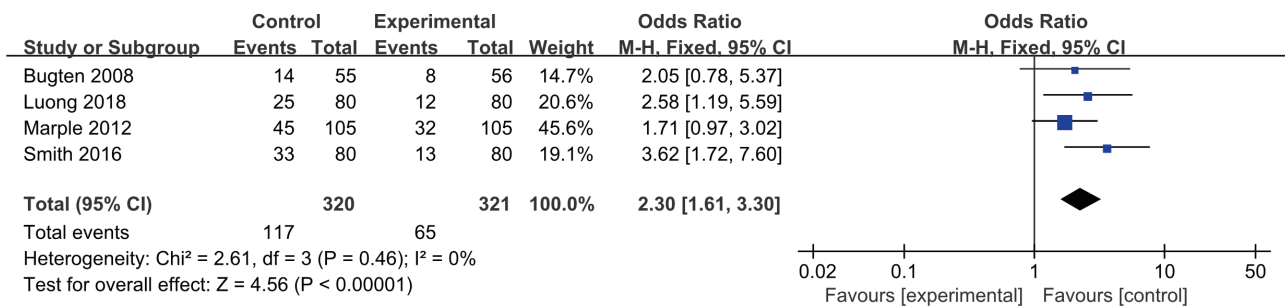 Control Experimental Odds Ratio Odds Ratio
Study or Subgroup Events Total Events Total Weight M-H, Fixed, 95% CI M-H, Fixed, 95% CI
Bugten 2008 14 55 8 56 14.7% 2.05 [0.78, 5.37]
Luong 2018 25 80 12 80 20.6% 2.58 [1.19, 5.59]
Marple 2012 45 105 32 105 45.6% 1.71 [0.97, 3.02]
Smith 2016 33 80 13 80 19.1% 3.62 [1.72, 7.60]
Total (95% CI) 320 321 100.0% 2.30 [1.61, 3.30]
Total events 117 65
Heterogeneity: Chi² = 2.61, df = 3 (P = 0.46); I² = 0%
Test for overall effect: Z = 4.56 (P < 0.00001)
0.02 0.1 1 10 50
Favours [experimental] Favours [control]